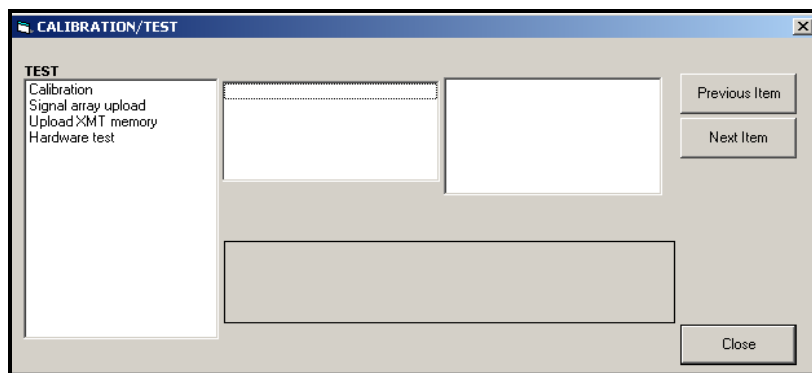 CALIBRATION/TEST
TEST
Calibration
Signal array upload
Upload XMT memory
Hardware test
Previous Item
Next Item
Close